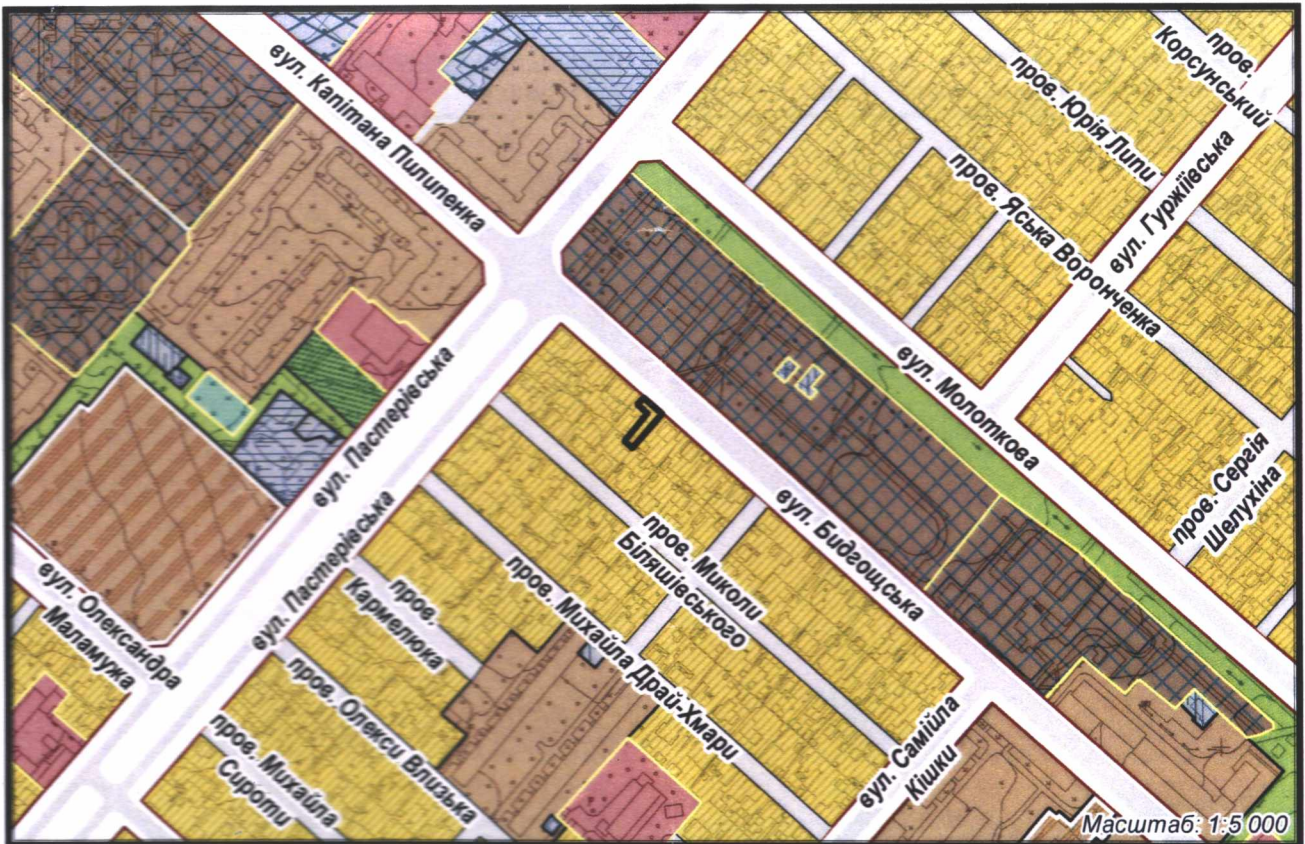 вул. Капітана Пилипенка
пров.
Корсунський
пров. Юрія Липи
вул. Гуржіївська
пров. Яська Воронченка
вул. Молоткова
пров. Сергія
Шелухіна
вул. Пастерівська
вул. Пастерівська
вул. Бидгощська
пров. Миколи
Біляшівського
пров. Михайла Драй-Хмари
пров.
Кармелюка
вул. Олександра
Маламужа
пров. Олекси Влизька
пров. Михайла
Сироти
вул. Самійла
Кішки
Масштаб: 1:5 000